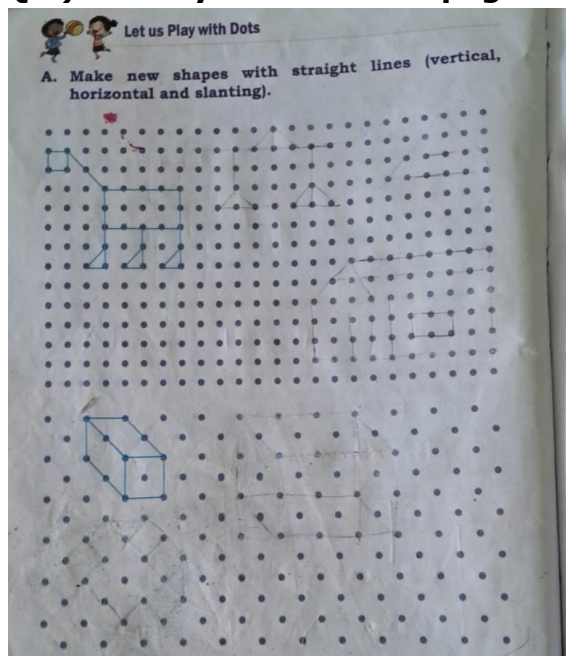 Let us Play with Dots
A. Make new shapes with straight lines (vertical,
horizontal and slanting).